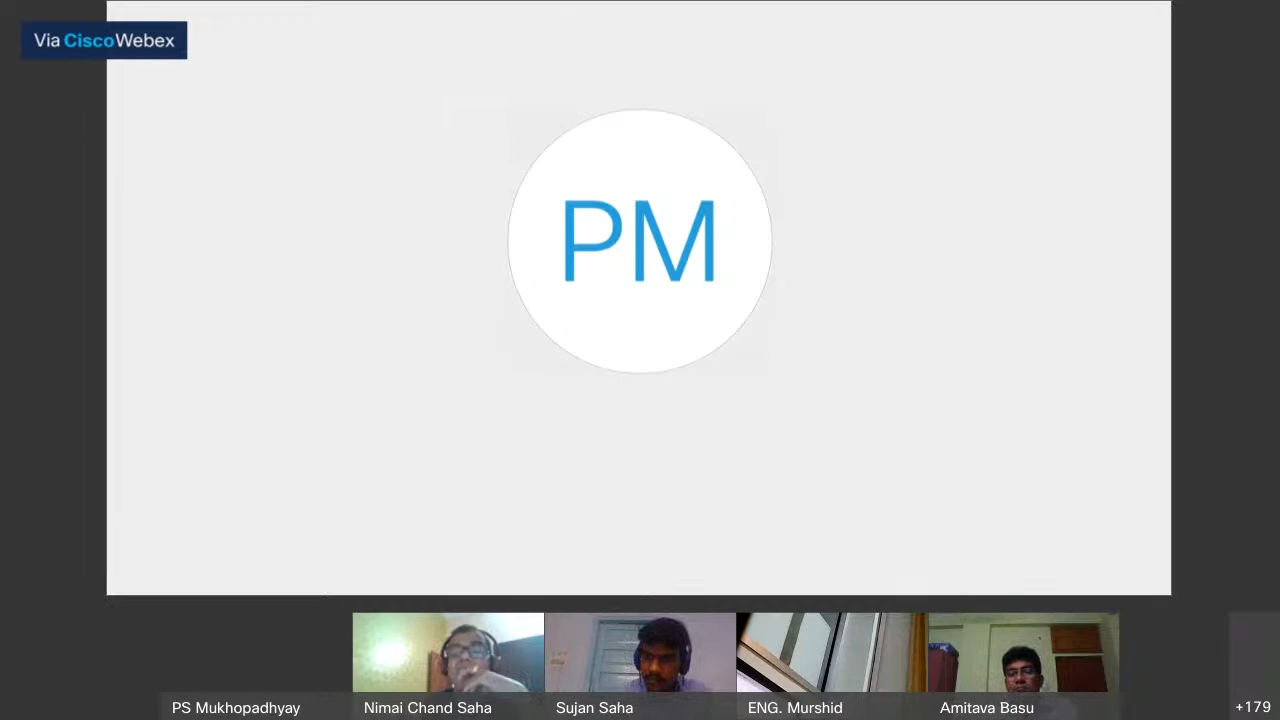 Via CiscoWebex
PM
PS Mukhopadhyay
Nimai Chand Saha
Sujan Saha
ENG. Murshid
Amitava Basu
+179